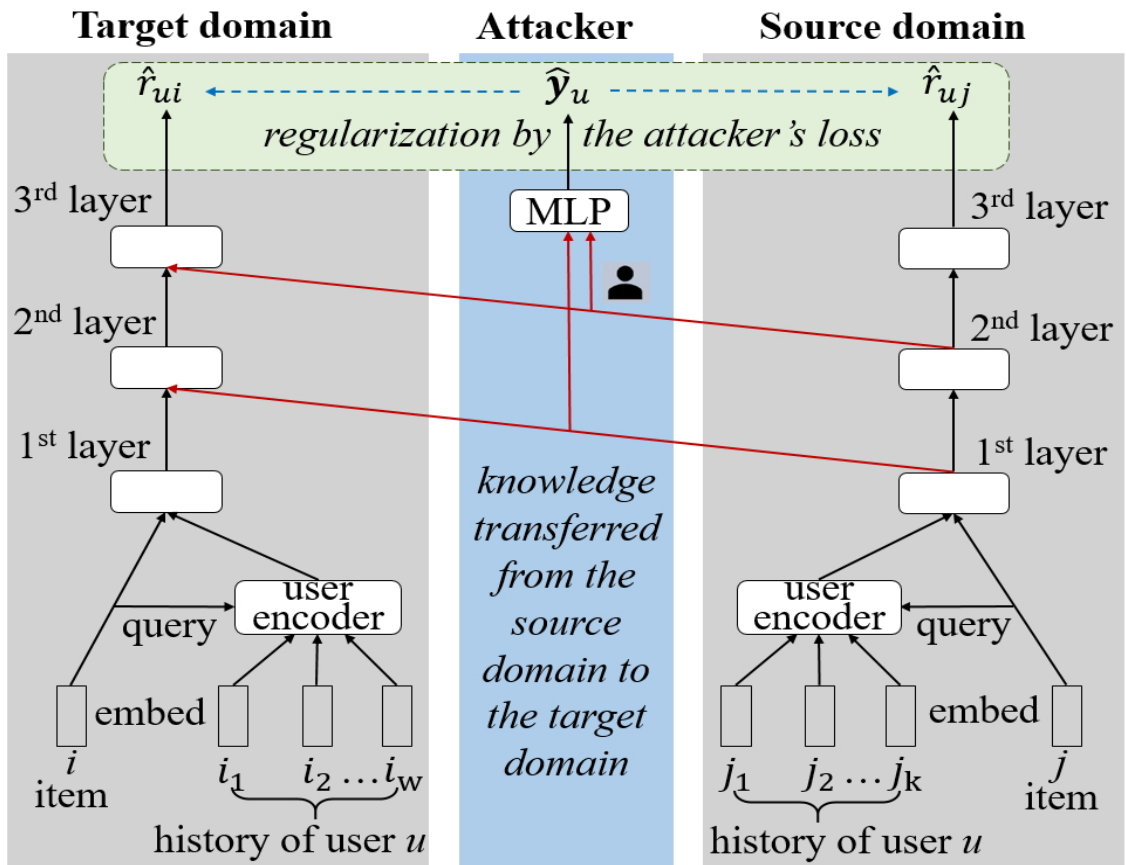 Target domain
Attacker
Source domain
r̂ui
ŷu
r̂uj
regularization by the attacker's loss
3rd layer
MLP
3rd layer
2nd layer
2nd layer
1st layer
1st layer
knowledge
transferred
from the
source
domain to
the target
domain
user
encoder
query
user
encoder
query
embed
embed
i
item
i1 i2 … iw
history of user u
j1 j2 … jk
history of user u
j
item